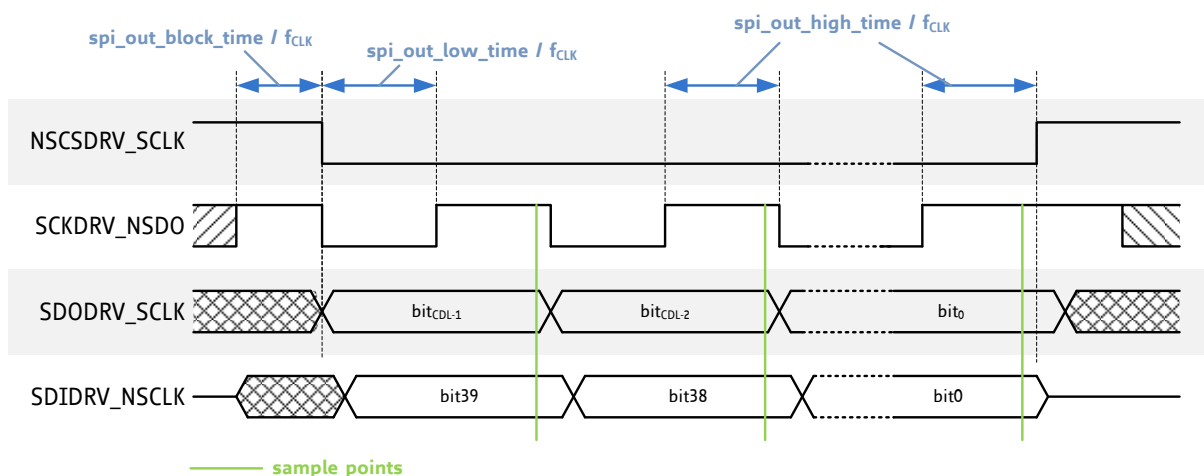 spi_out_block_time / fCLK
spi_out_low_time / fCLK
spi_out_high_time / fCLK
NSCSDRV_SCLK
SCKDRV_NSDO
SDODRV_SCLK
bitCDL-1 bitCDL-2 bit0
SDIDRV_NSCLK
bit39 bit38 bit0
sample points